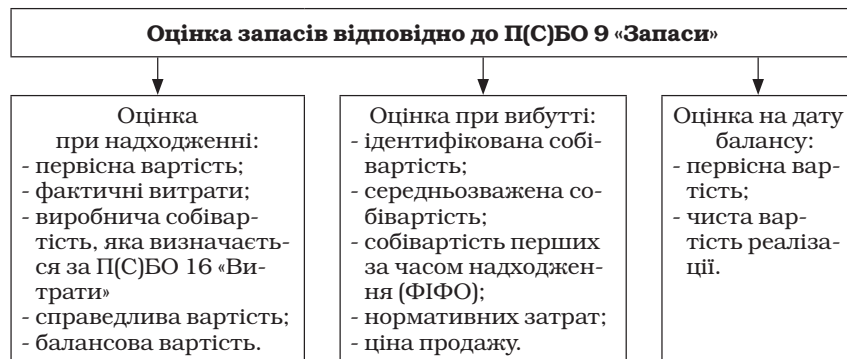 Оцінка запасів відповідно до П(С)БО 9 «Запаси»
Оцінка
при надходженні:
- первісна вартість;
- фактичні витрати;
- виробнича собівар-
тість, яка визначаєть-
ся за П(С)БО 16 «Ви-
трати»
- справедлива вартість;
- балансова вартість.
Оцінка при вибутті:
- ідентифікована собі-
вартість;
- середньозважена со-
бівартість;
- собівартість перших
за часом надходжен-
ня (ФІФО);
- нормативних затрат;
- ціна продажу.
Оцінка на дату
балансу:
- первісна вар-
тість;
- чиста вар-
тість реаліза-
ції.